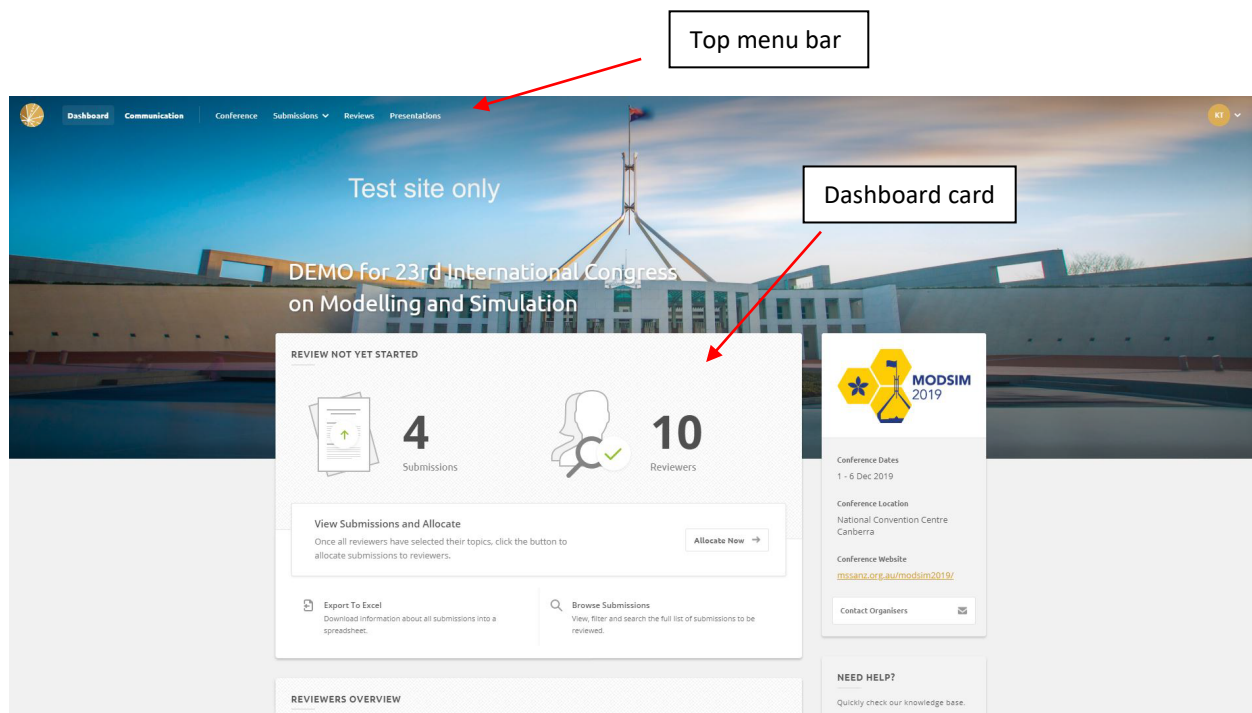 Top menu bar
Dashboard
Communication
Conference
Submissions
Reviews
Presentations
KT
Test site only
Dashboard card
DEMO for 23rd International Congress
on Modelling and Simulation
REVIEW NOT YET STARTED
4
Submissions
10
Reviewers
View Submissions and Allocate
Once all reviewers have selected their topics, click the button to
allocate submissions to reviewers.
Allocate Now
Export To Excel
Download information about all submissions into a
spreadsheet.
Browse Submissions
View, filter and search the full list of submissions to be
reviewed.
REVIEWERS OVERVIEW
MODSIM
2019
Conference Dates
1 - 6 Dec 2019
Conference Location
National Convention Centre
Canberra
Conference Website
mssanz.org.au/modsim2019/
Contact Organisers
NEED HELP?
Quickly check our knowledge base.